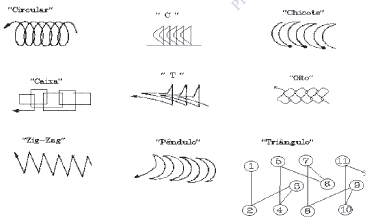 "Circular"
" C "
"Chicote"
"Caixa"
" T "
"Oito"
"Zig-Zag"
"Pêndulo"
"Triângulo"
1 5 7 11
3 6 9
2 4 8 10